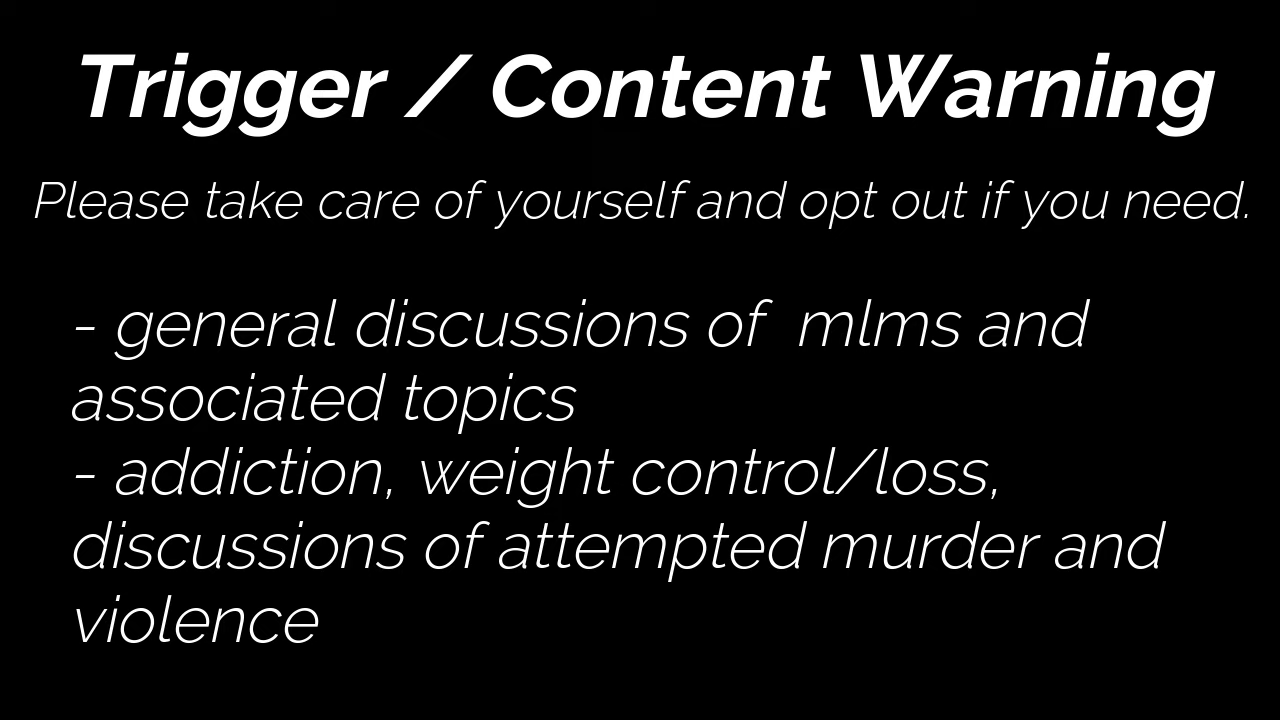 Trigger / Content Warning
Please take care of yourself and opt out if you need.
- general discussions of  mlms and
associated topics
- addiction, weight control/loss,
discussions of attempted murder and
violence